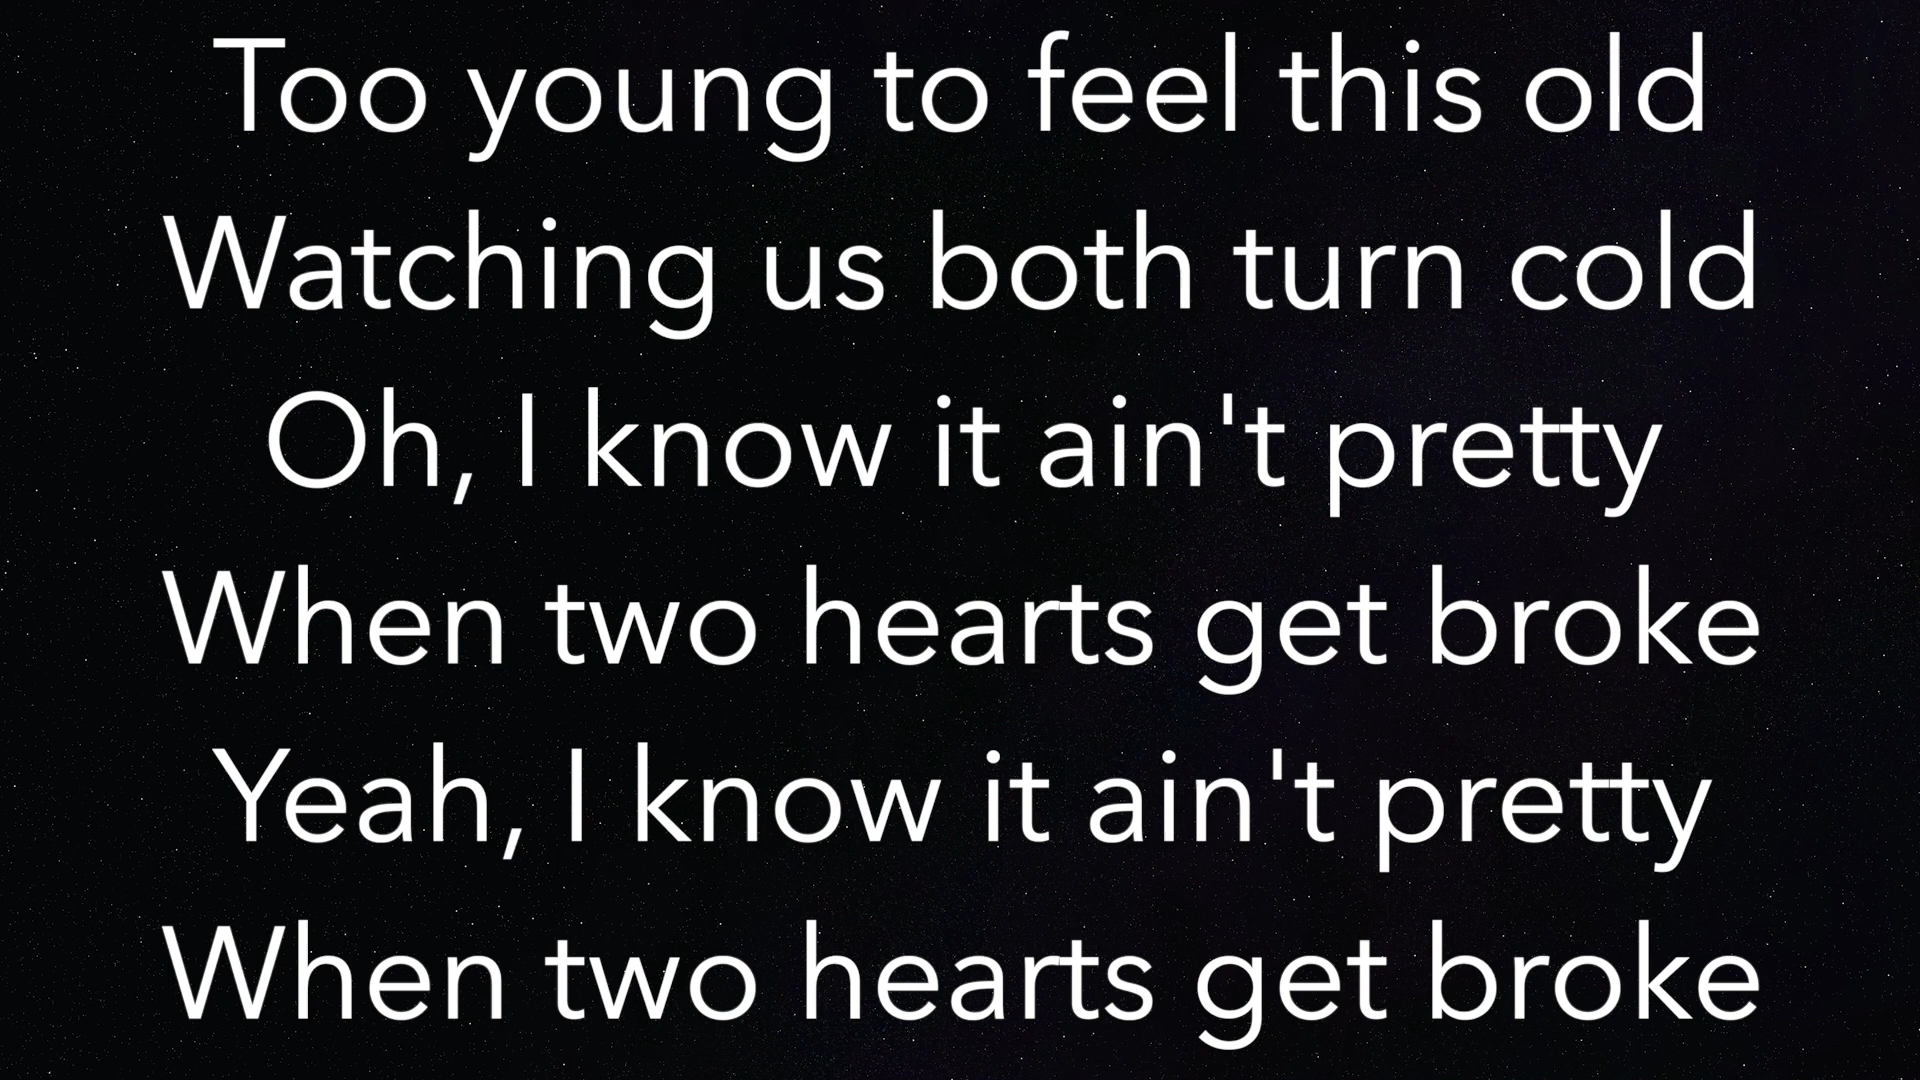 Too young to feel this old
Watching us both turn cold
Oh, I know it ain't pretty
When two hearts get broke
Yeah, I know it ain't pretty
When two hearts get broke